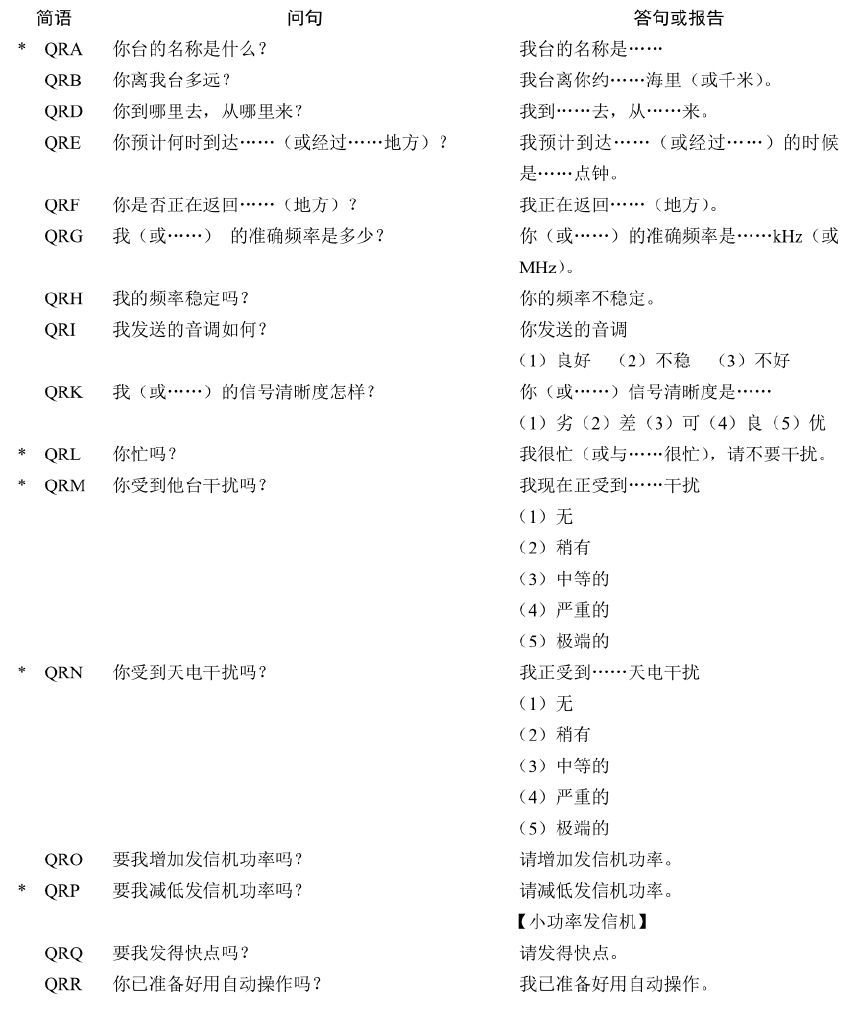 简语 问句 答句或报告
* QRA 你台的名称是什么？ 我台的名称是……
QRB 你离我台多远？ 我台离你约……海里（或千米）。
QRD 你到哪里去，从哪里来？ 我到……去，从……来。
QRE 你预计何时到达……（或经过……地方）？ 我预计到达……（或经过……）的时候
是……点钟。
QRF 你是否正在返回……（地方）？ 我正在返回……（地方）。
QRG 我（或……） 的准确频率是多少？ 你（或……）的准确频率是……kHz（或
MHz）。
QRH 我的频率稳定吗？ 你的频率不稳定。
QRI 我发送的音调如何？ 你发送的音调
（1）良好 （2）不稳 （3）不好
QRK 我（或……）的信号清晰度怎样？ 你（或……）信号清晰度是……
（1）劣（2）差（3）可（4）良（5）优
* QRL 你忙吗？ 我很忙（或与……很忙），请不要干扰。
* QRM 你受到他台干扰吗？ 我现在正受到……干扰
（1）无
（2）稍有
（3）中等的
（4）严重的
（5）极端的
* QRN 你受到天电干扰吗？ 我正受到……天电干扰
（1）无
（2）稍有
（3）中等的
（4）严重的
（5）极端的
QRO 要我增加发信机功率吗？ 请增加发信机功率。
* QRP 要我减低发信机功率吗？ 请减低发信机功率。
【小功率发信机】
QRQ 要我发得快点吗？ 请发得快点。
QRR 你已准备好用自动操作吗？ 我已准备好用自动操作。